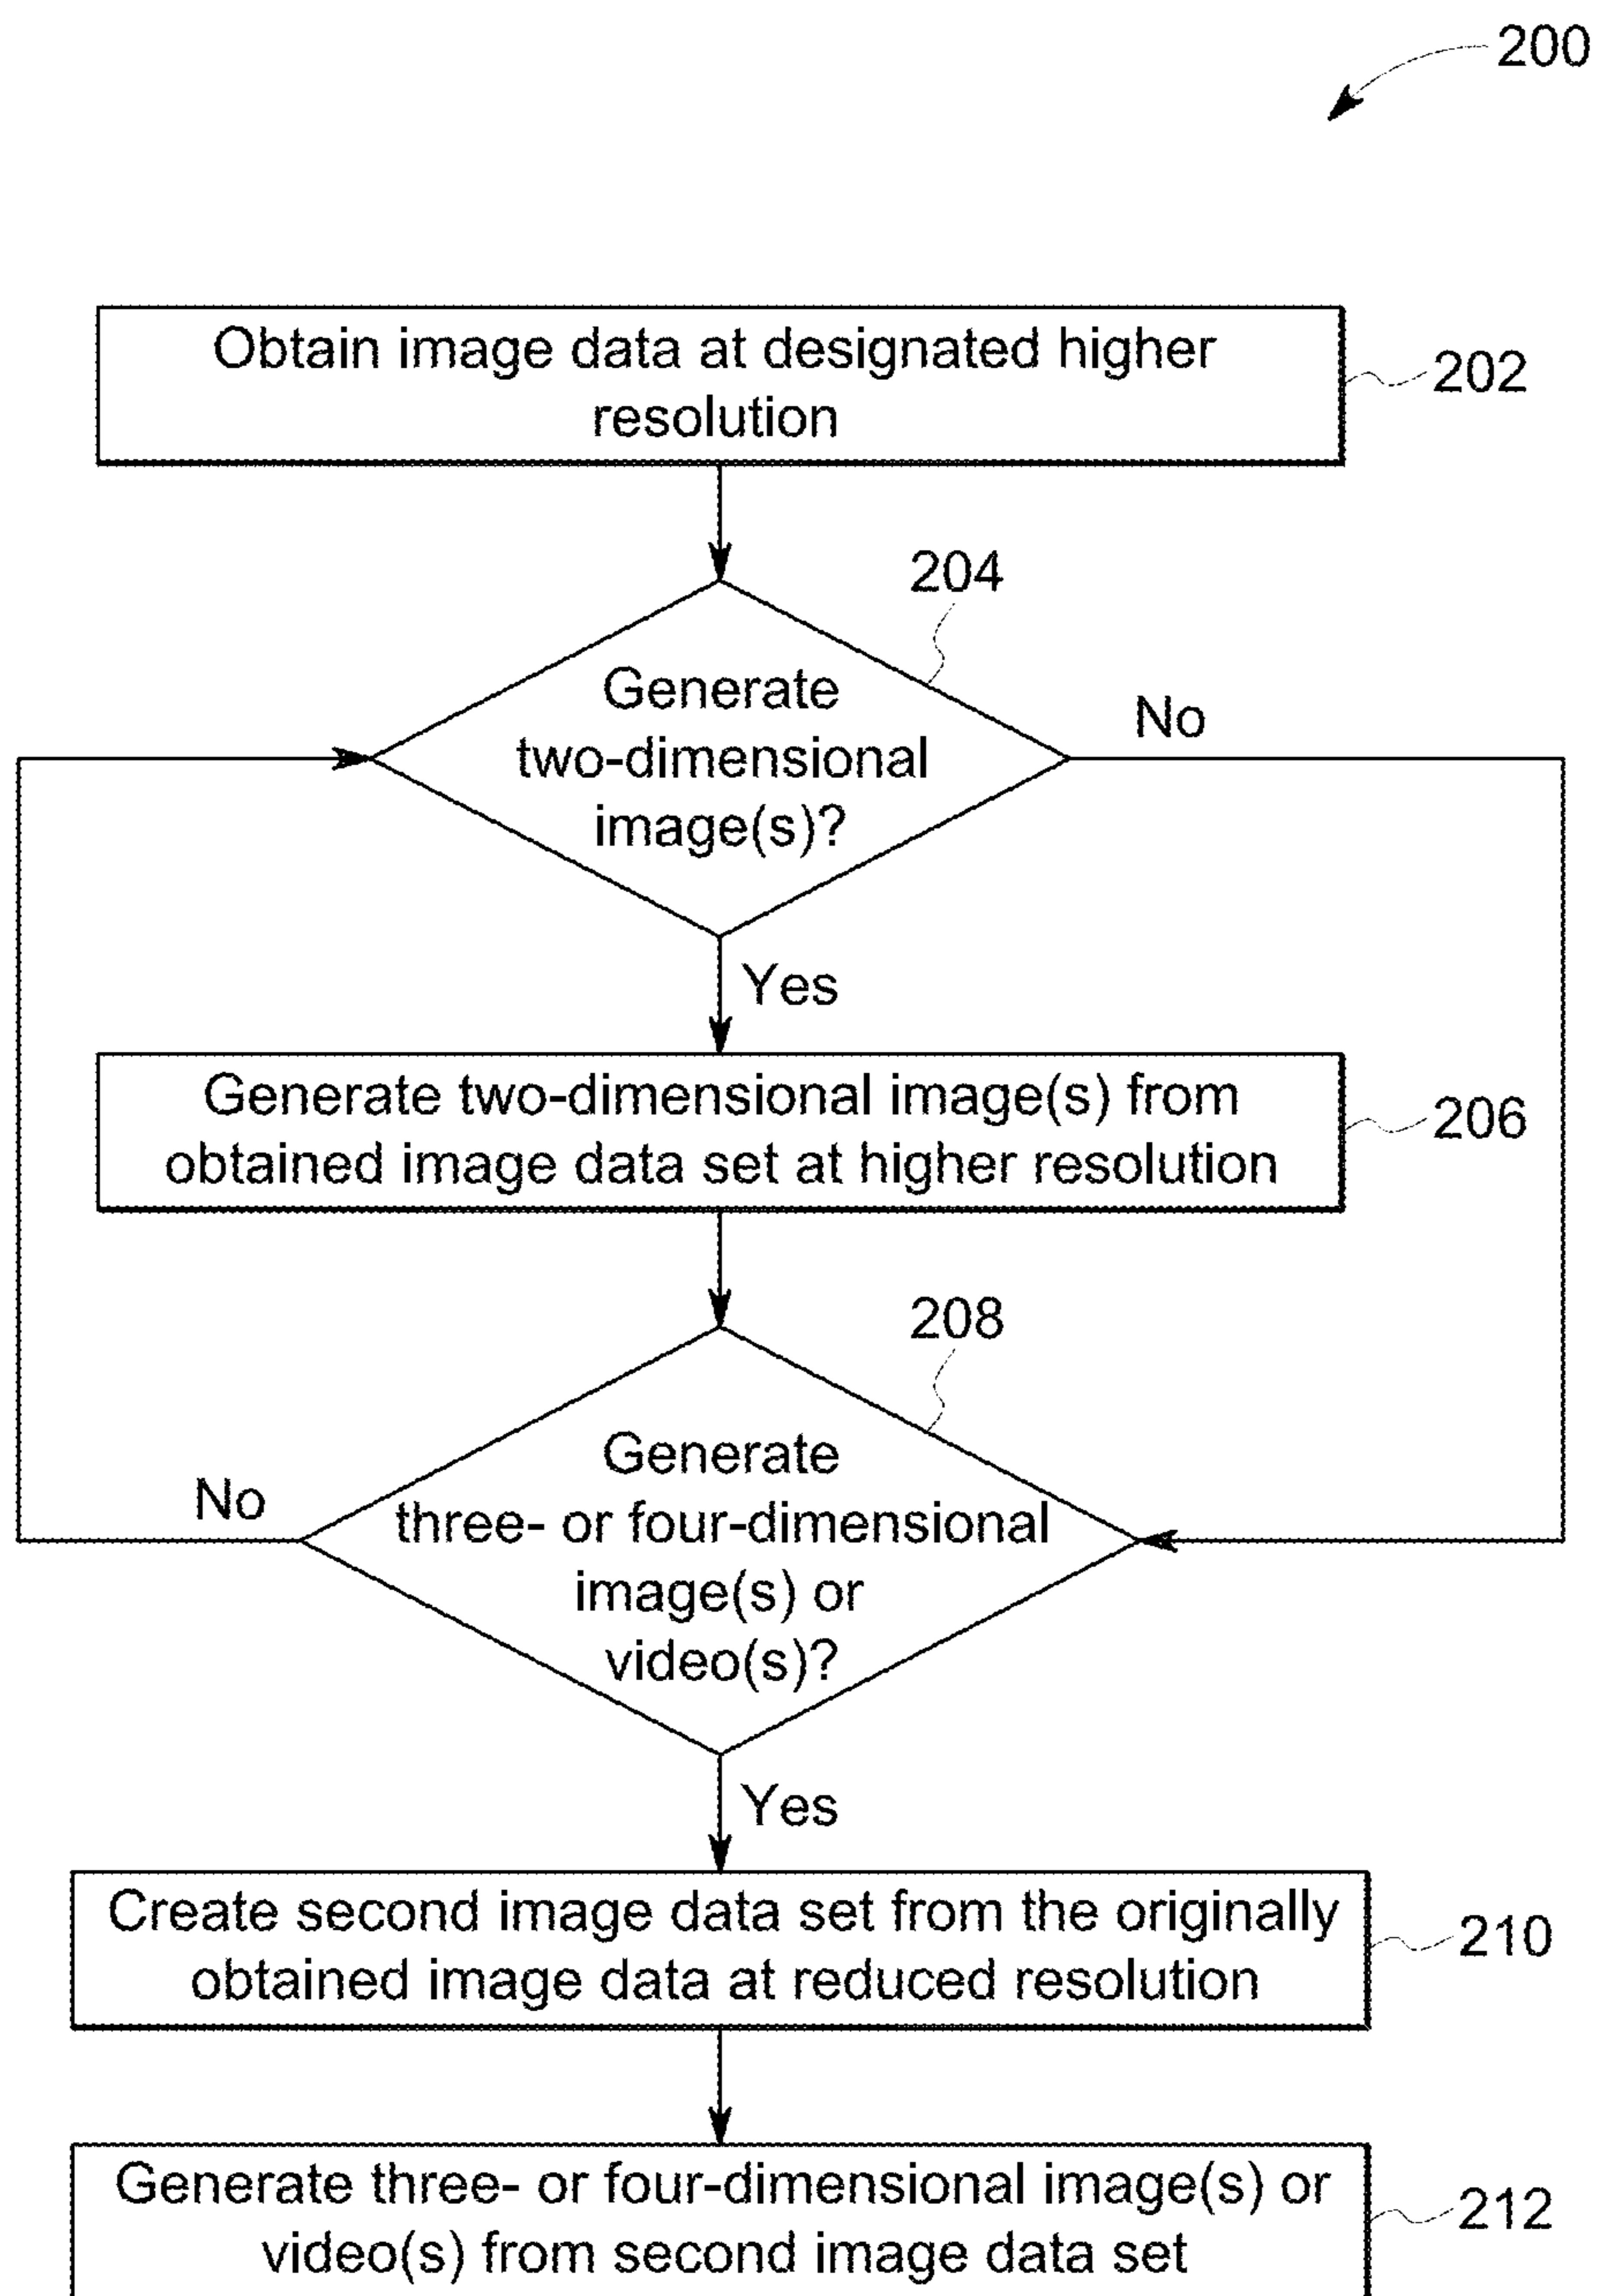 200
Obtain image data at designated higher
resolution
202
204
Generate
two-dimensional
image(s)?
No
Yes
Generate two-dimensional image(s) from
obtained image data set at higher resolution
206
208
Generate
three- or four-dimensional
image(s) or
video(s)?
No
Yes
Create second image data set from the originally
obtained image data at reduced resolution
210
Generate three- or four-dimensional image(s) or
video(s) from second image data set
212